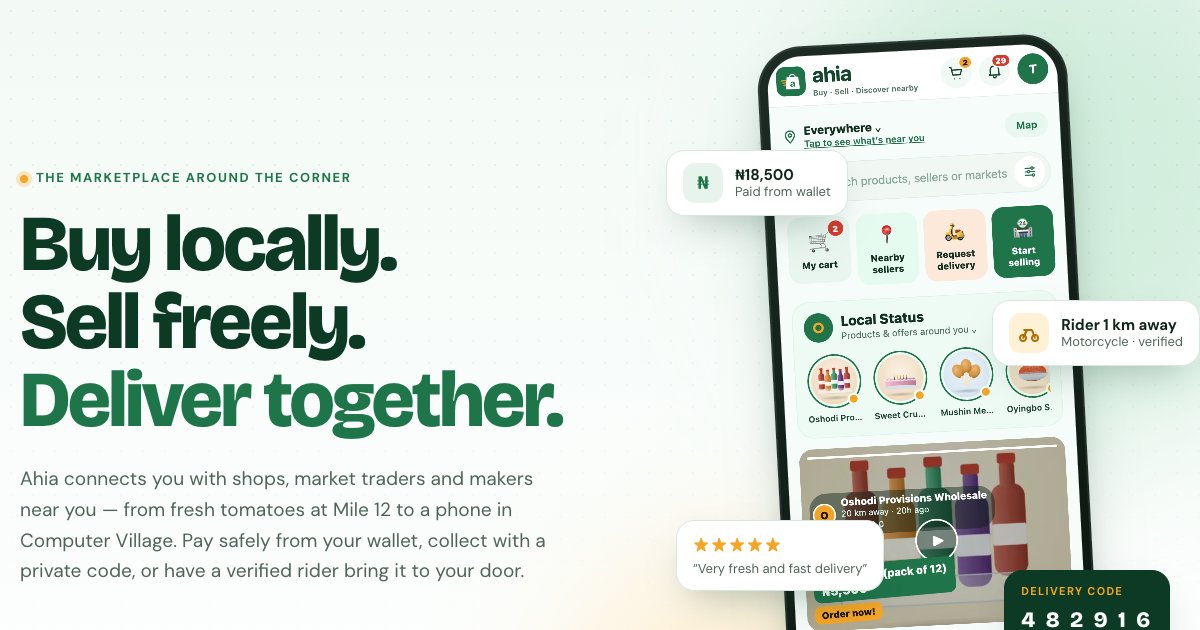 THE MARKETPLACE AROUND THE CORNER
Buy locally.
Sell freely.
Deliver together.
Ahia connects you with shops, market traders and makers
near you — from fresh tomatoes at Mile 12 to a phone in
Computer Village. Pay safely from your wallet, collect with a
private code, or have a verified rider bring it to your door.
a
ahia
Buy · Sell · Discover nearby
2
29
T
Everywhere
Tap to see what's near you
Map
₦
₦18,500
Paid from wallet
products, sellers or markets
2
My cart
Nearby
sellers
Request
delivery
Start
selling
Local Status
Products & offers around you
Rider 1 km away
Motorcycle · verified
Oshodi Pro...
Sweet Cru...
Mushin Me...
Oyingbo S.
Oshodi Provisions Wholesale
20 km away · 20h ago
"Very fresh and fast delivery"
(pack of 12)
Order now!
DELIVERY CODE
4 8 2 9 1 6